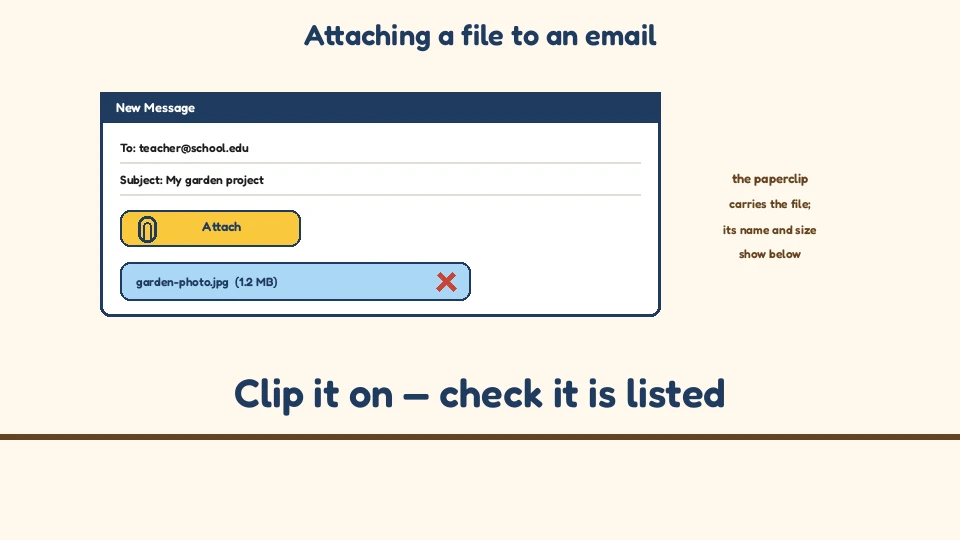 Attaching a file to an email
New Message
To: teacher@school.edu
Subject: My garden project
Attach
garden-photo.jpg (1.2 MB)
the paperclip
carries the file;
its name and size
show below
Clip it on — check it is listed